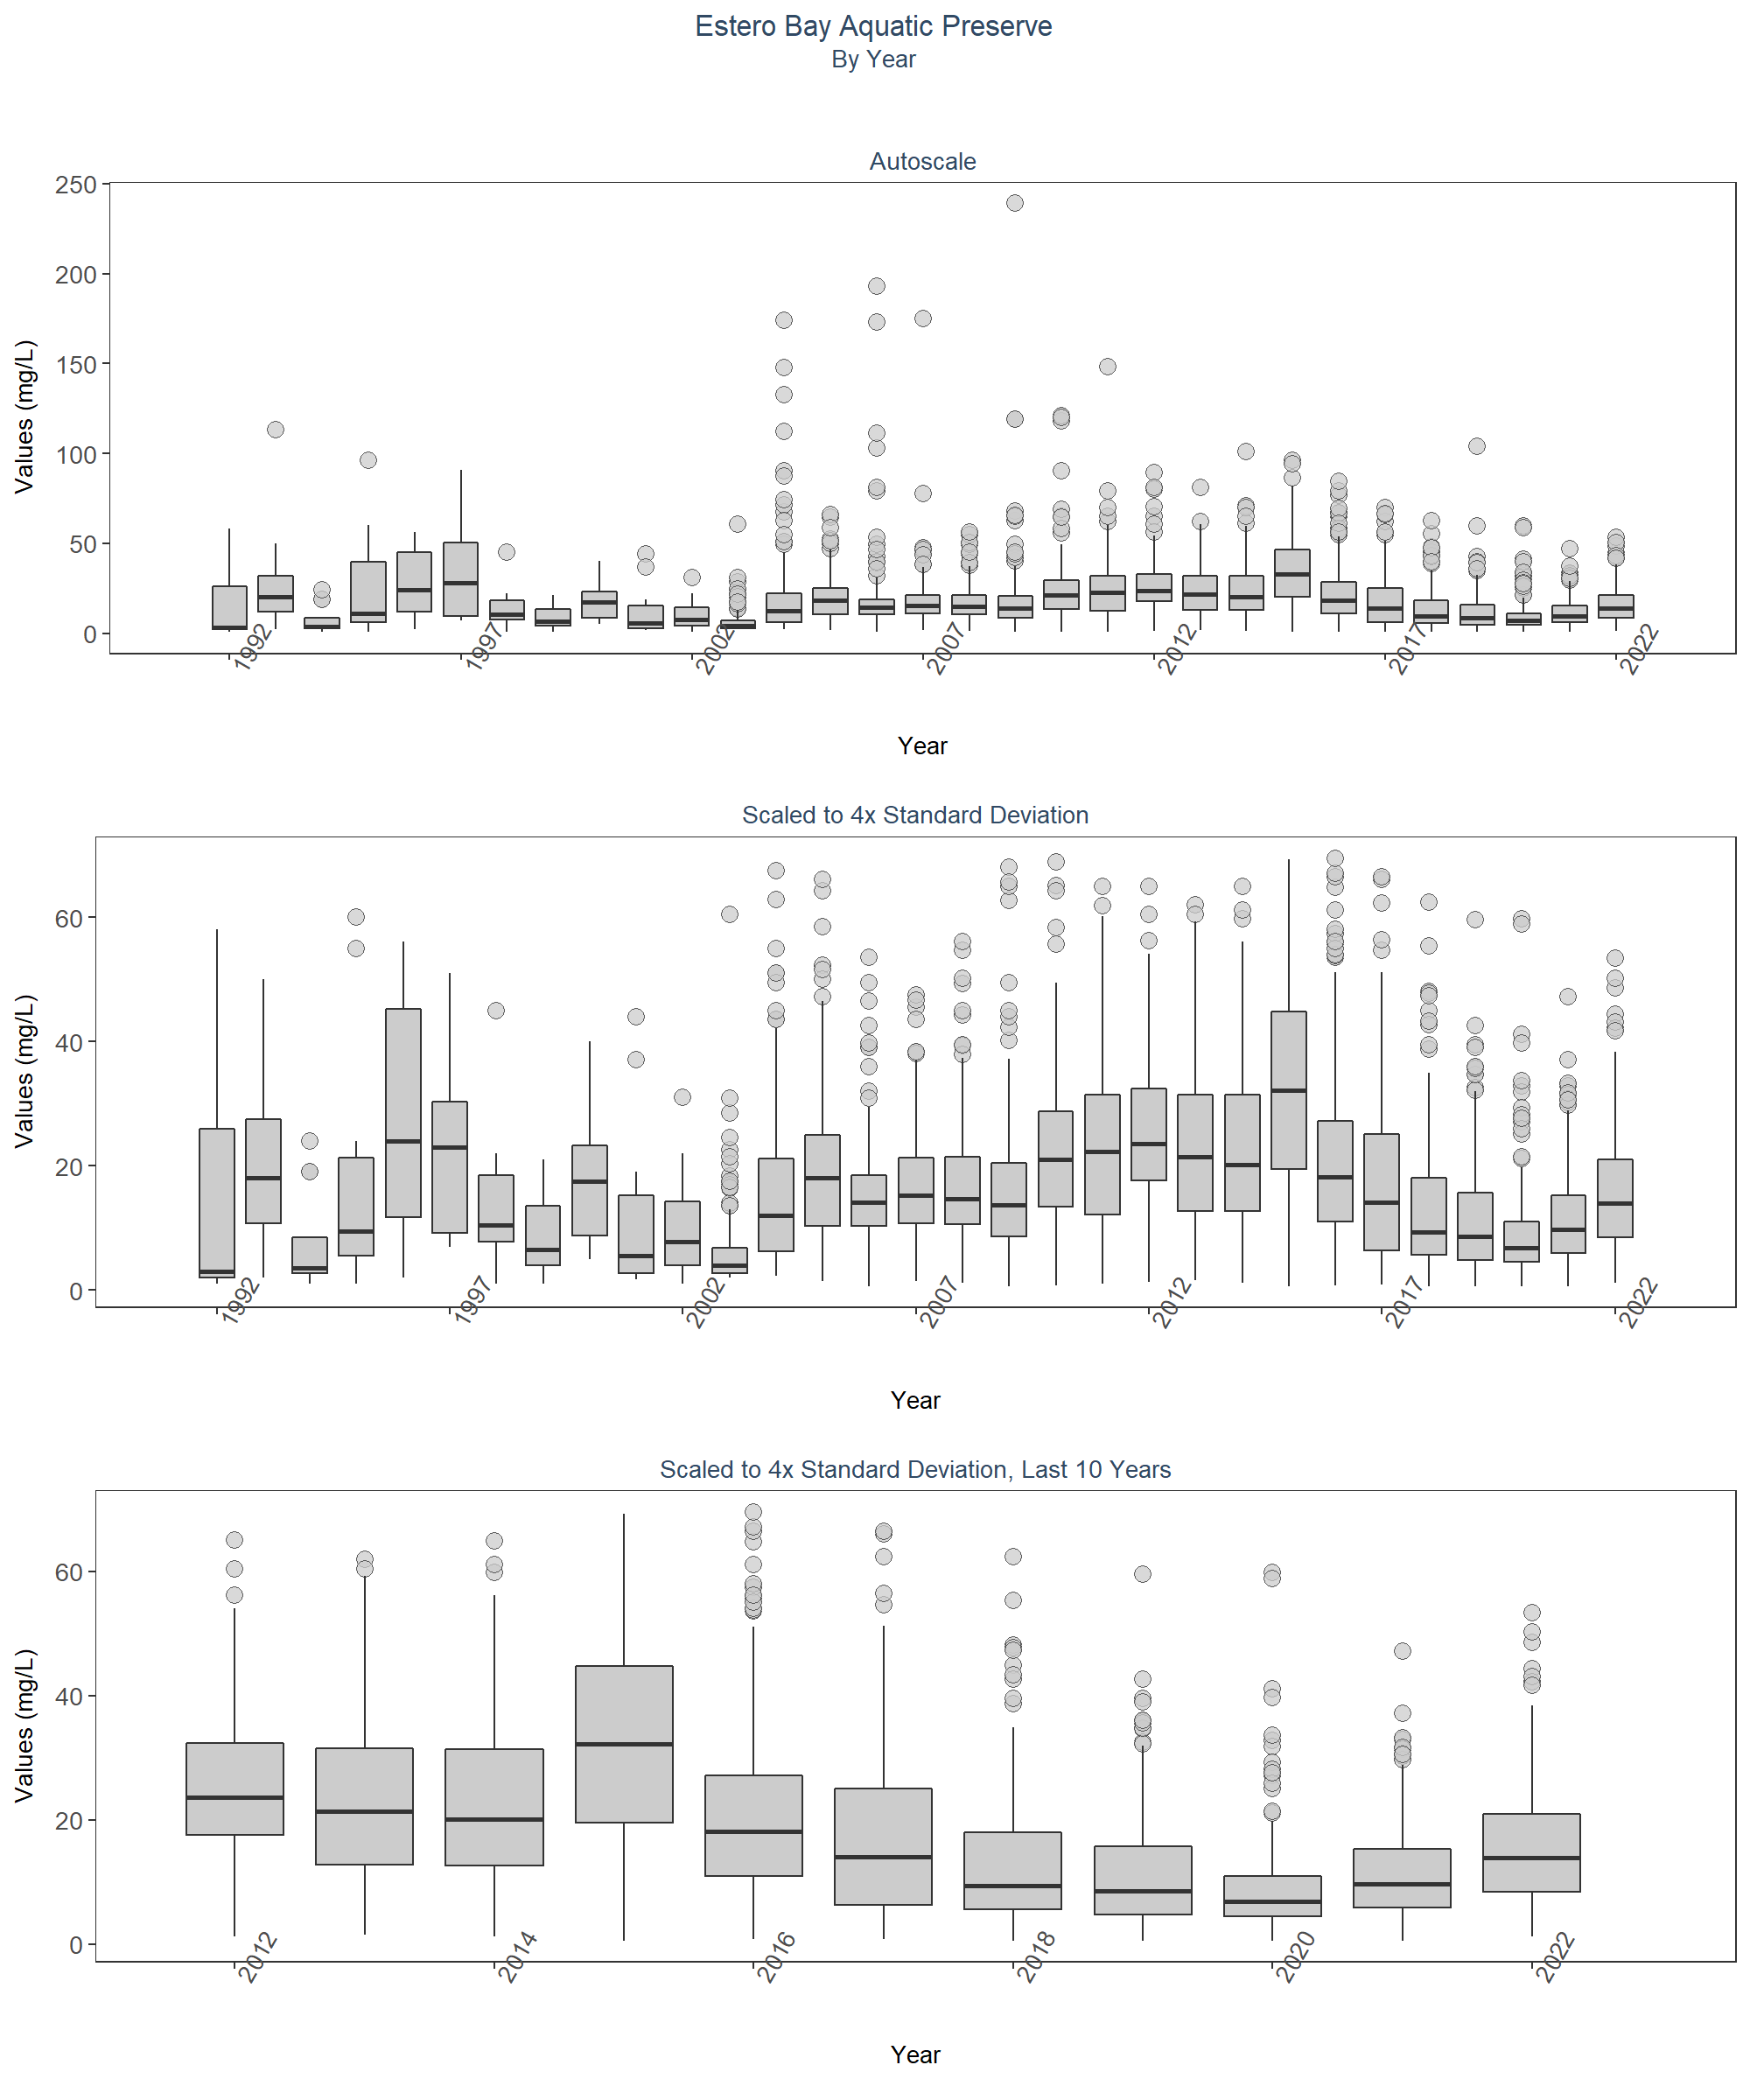 Estero Bay Aquatic Preserve
By Year
Autoscale
250
200
150
100
50
0
Values (mg/L)
1992 1997 2002 2007 2012 2017 2022
Year
Scaled to 4x Standard Deviation
60
40
20
0
Values (mg/L)
1992 1997 2002 2007 2012 2017 2022
Year
Scaled to 4x Standard Deviation, Last 10 Years
60
40
20
0
Values (mg/L)
2012 2014 2016 2018 2020 2022
Year